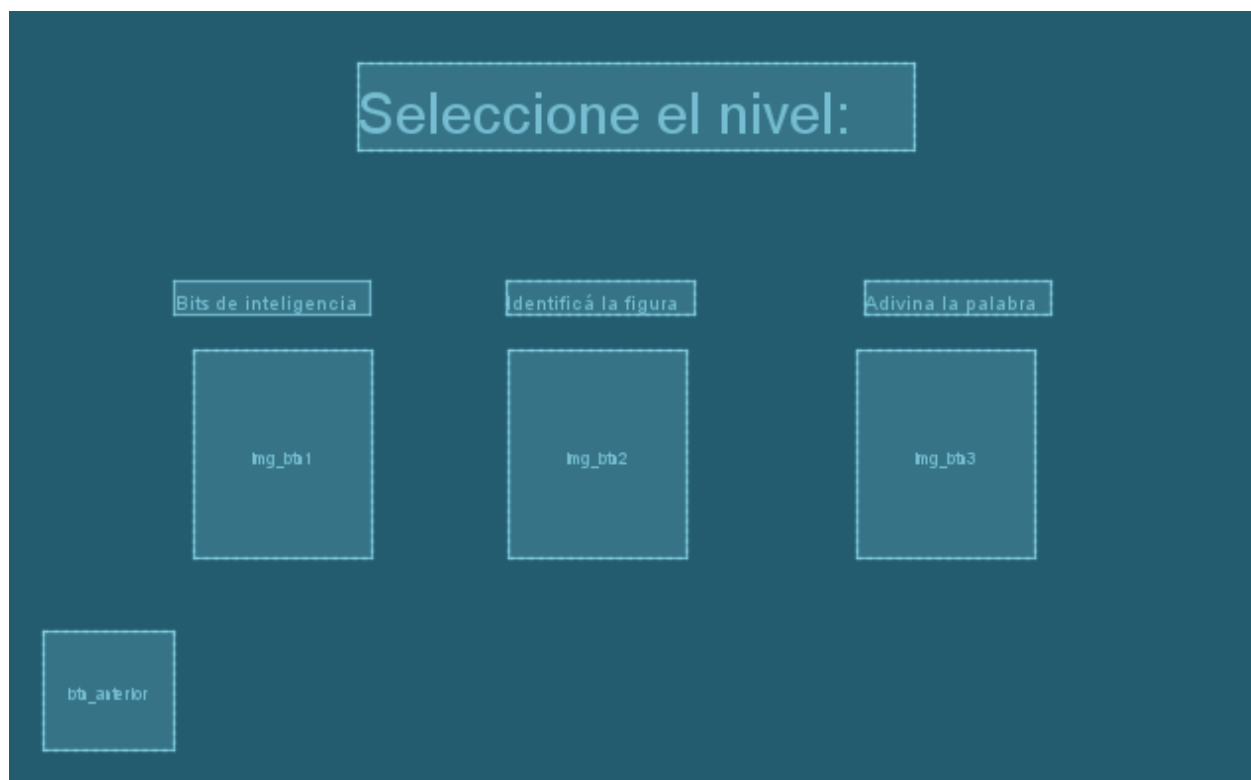 Seleccione el nivel:
Bits de inteligencia
Identificá la figura
Adivina la palabra
Img_btn1
Img_btn2
Img_btn3
btn_anterior